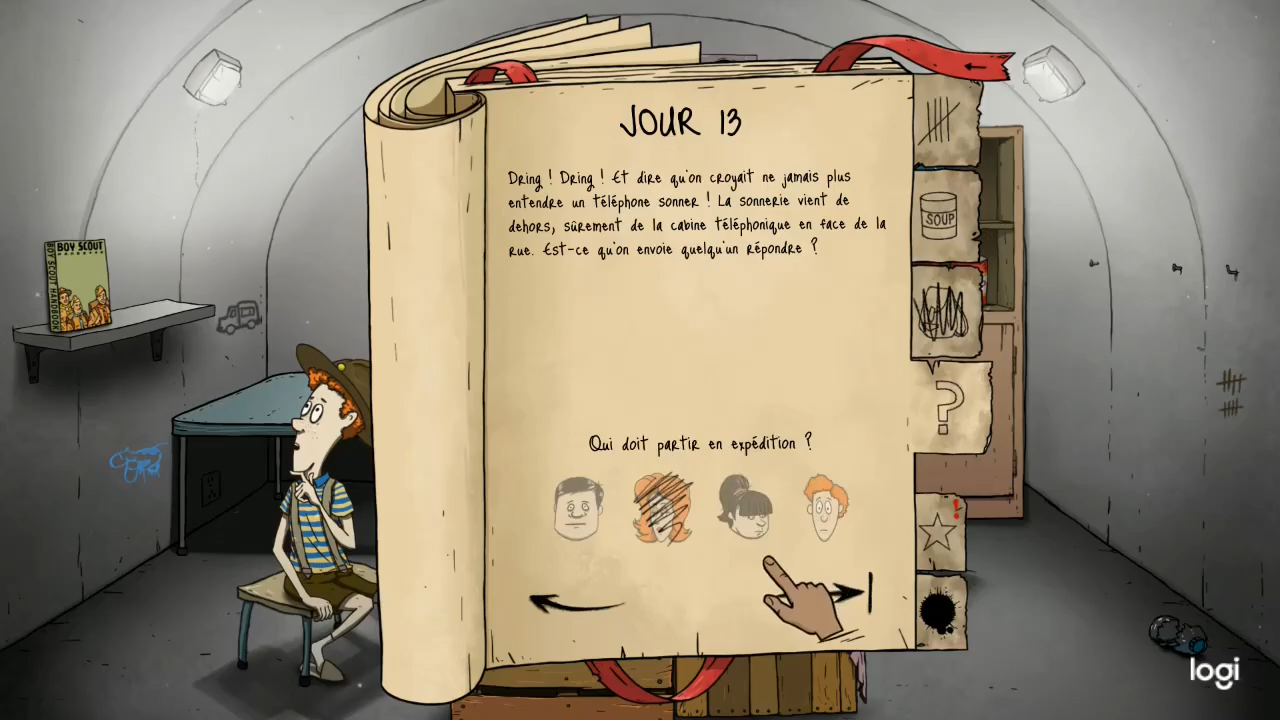 JOUR 13
Dring ! Dring ! Et dire qu'on croyait ne jamais plus
entendre un téléphone sonner ! La sonnerie vient de
dehors, sûrement de la cabine téléphonique en face de la
rue. Est-ce qu'on envoie quelqu'un répondre ?
Qui doit partir en expédition ?
SOUP
BOY SCOUT
BOY SCOUT HANDBOOK
logi